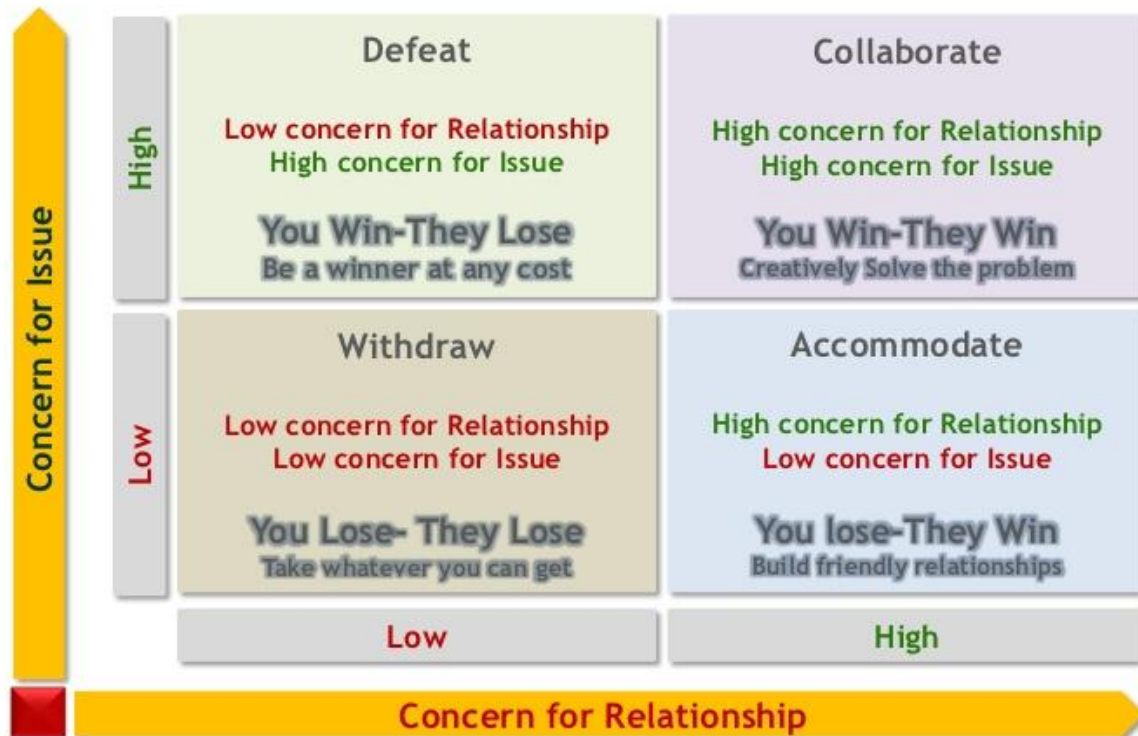 Concern for Issue
High
Defeat
Low concern for Relationship
High concern for Issue
You Win-They Lose
Be a winner at any cost
Collaborate
High concern for Relationship
High concern for Issue
You Win-They Win
Creatively Solve the problem
Low
Withdraw
Low concern for Relationship
Low concern for Issue
You Lose- They Lose
Take whatever you can get
Accommodate
High concern for Relationship
Low concern for Issue
You lose-They Win
Build friendly relationships
Low
High
Concern for Relationship